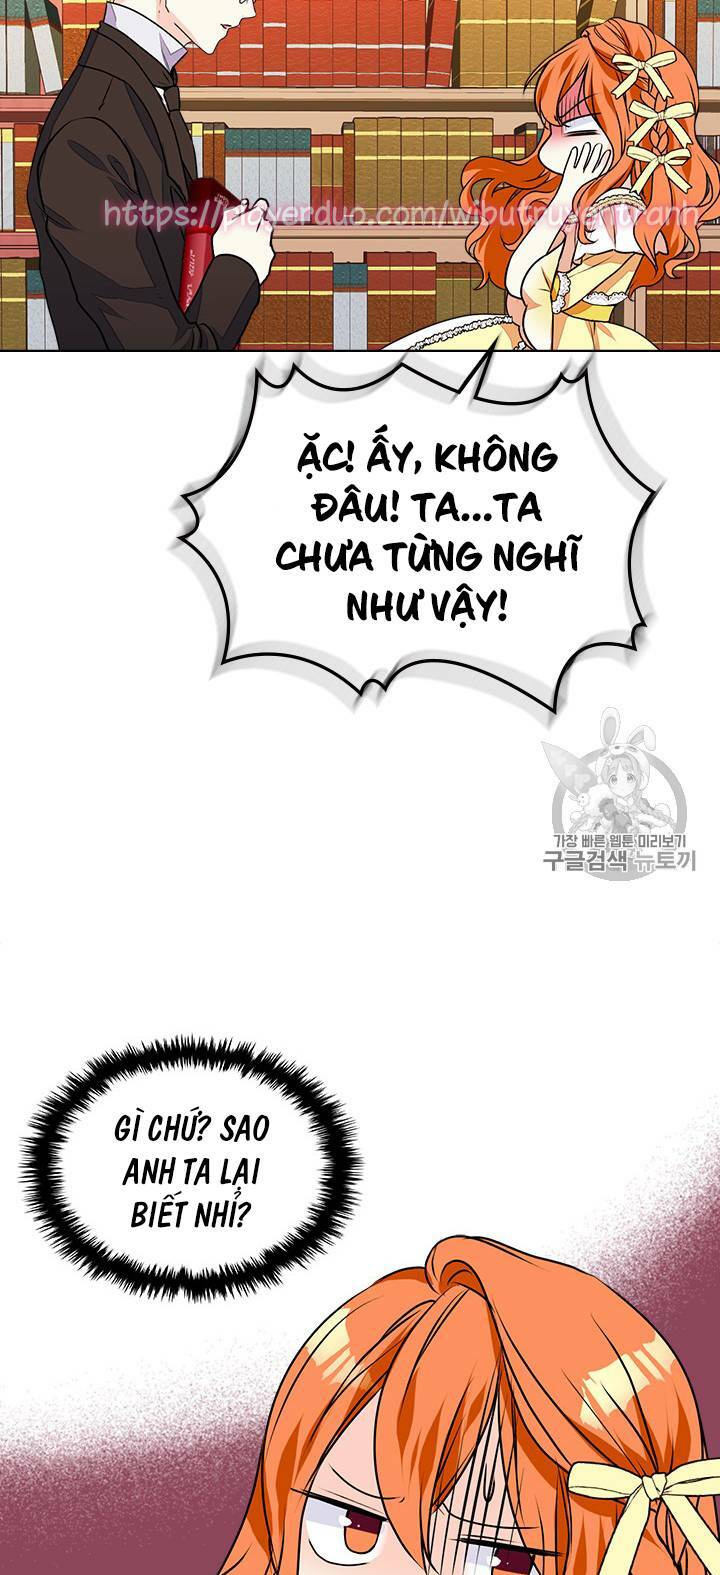 https://playerduo.com/wibutruyentranh
ẶC! ẤY, KHÔNG
ĐÂU! TA...TA
CHƯA TỪNG NGHĨ
NHƯ VẬY!
가장 빠른 웹툰 미리보기
구글검색 뉴토끼
GÌ CHỨ? SAO
ANH TA LẠI
BIẾT NHỈ?